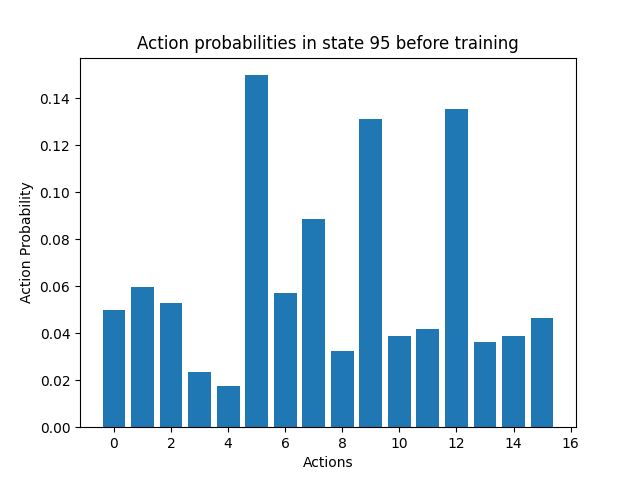 Action probabilities in state 95 before training
Action Probability
0.14
0.12
0.10
0.08
0.06
0.04
0.02
0.00
0 2 4 6 8 10 12 14 16
Actions